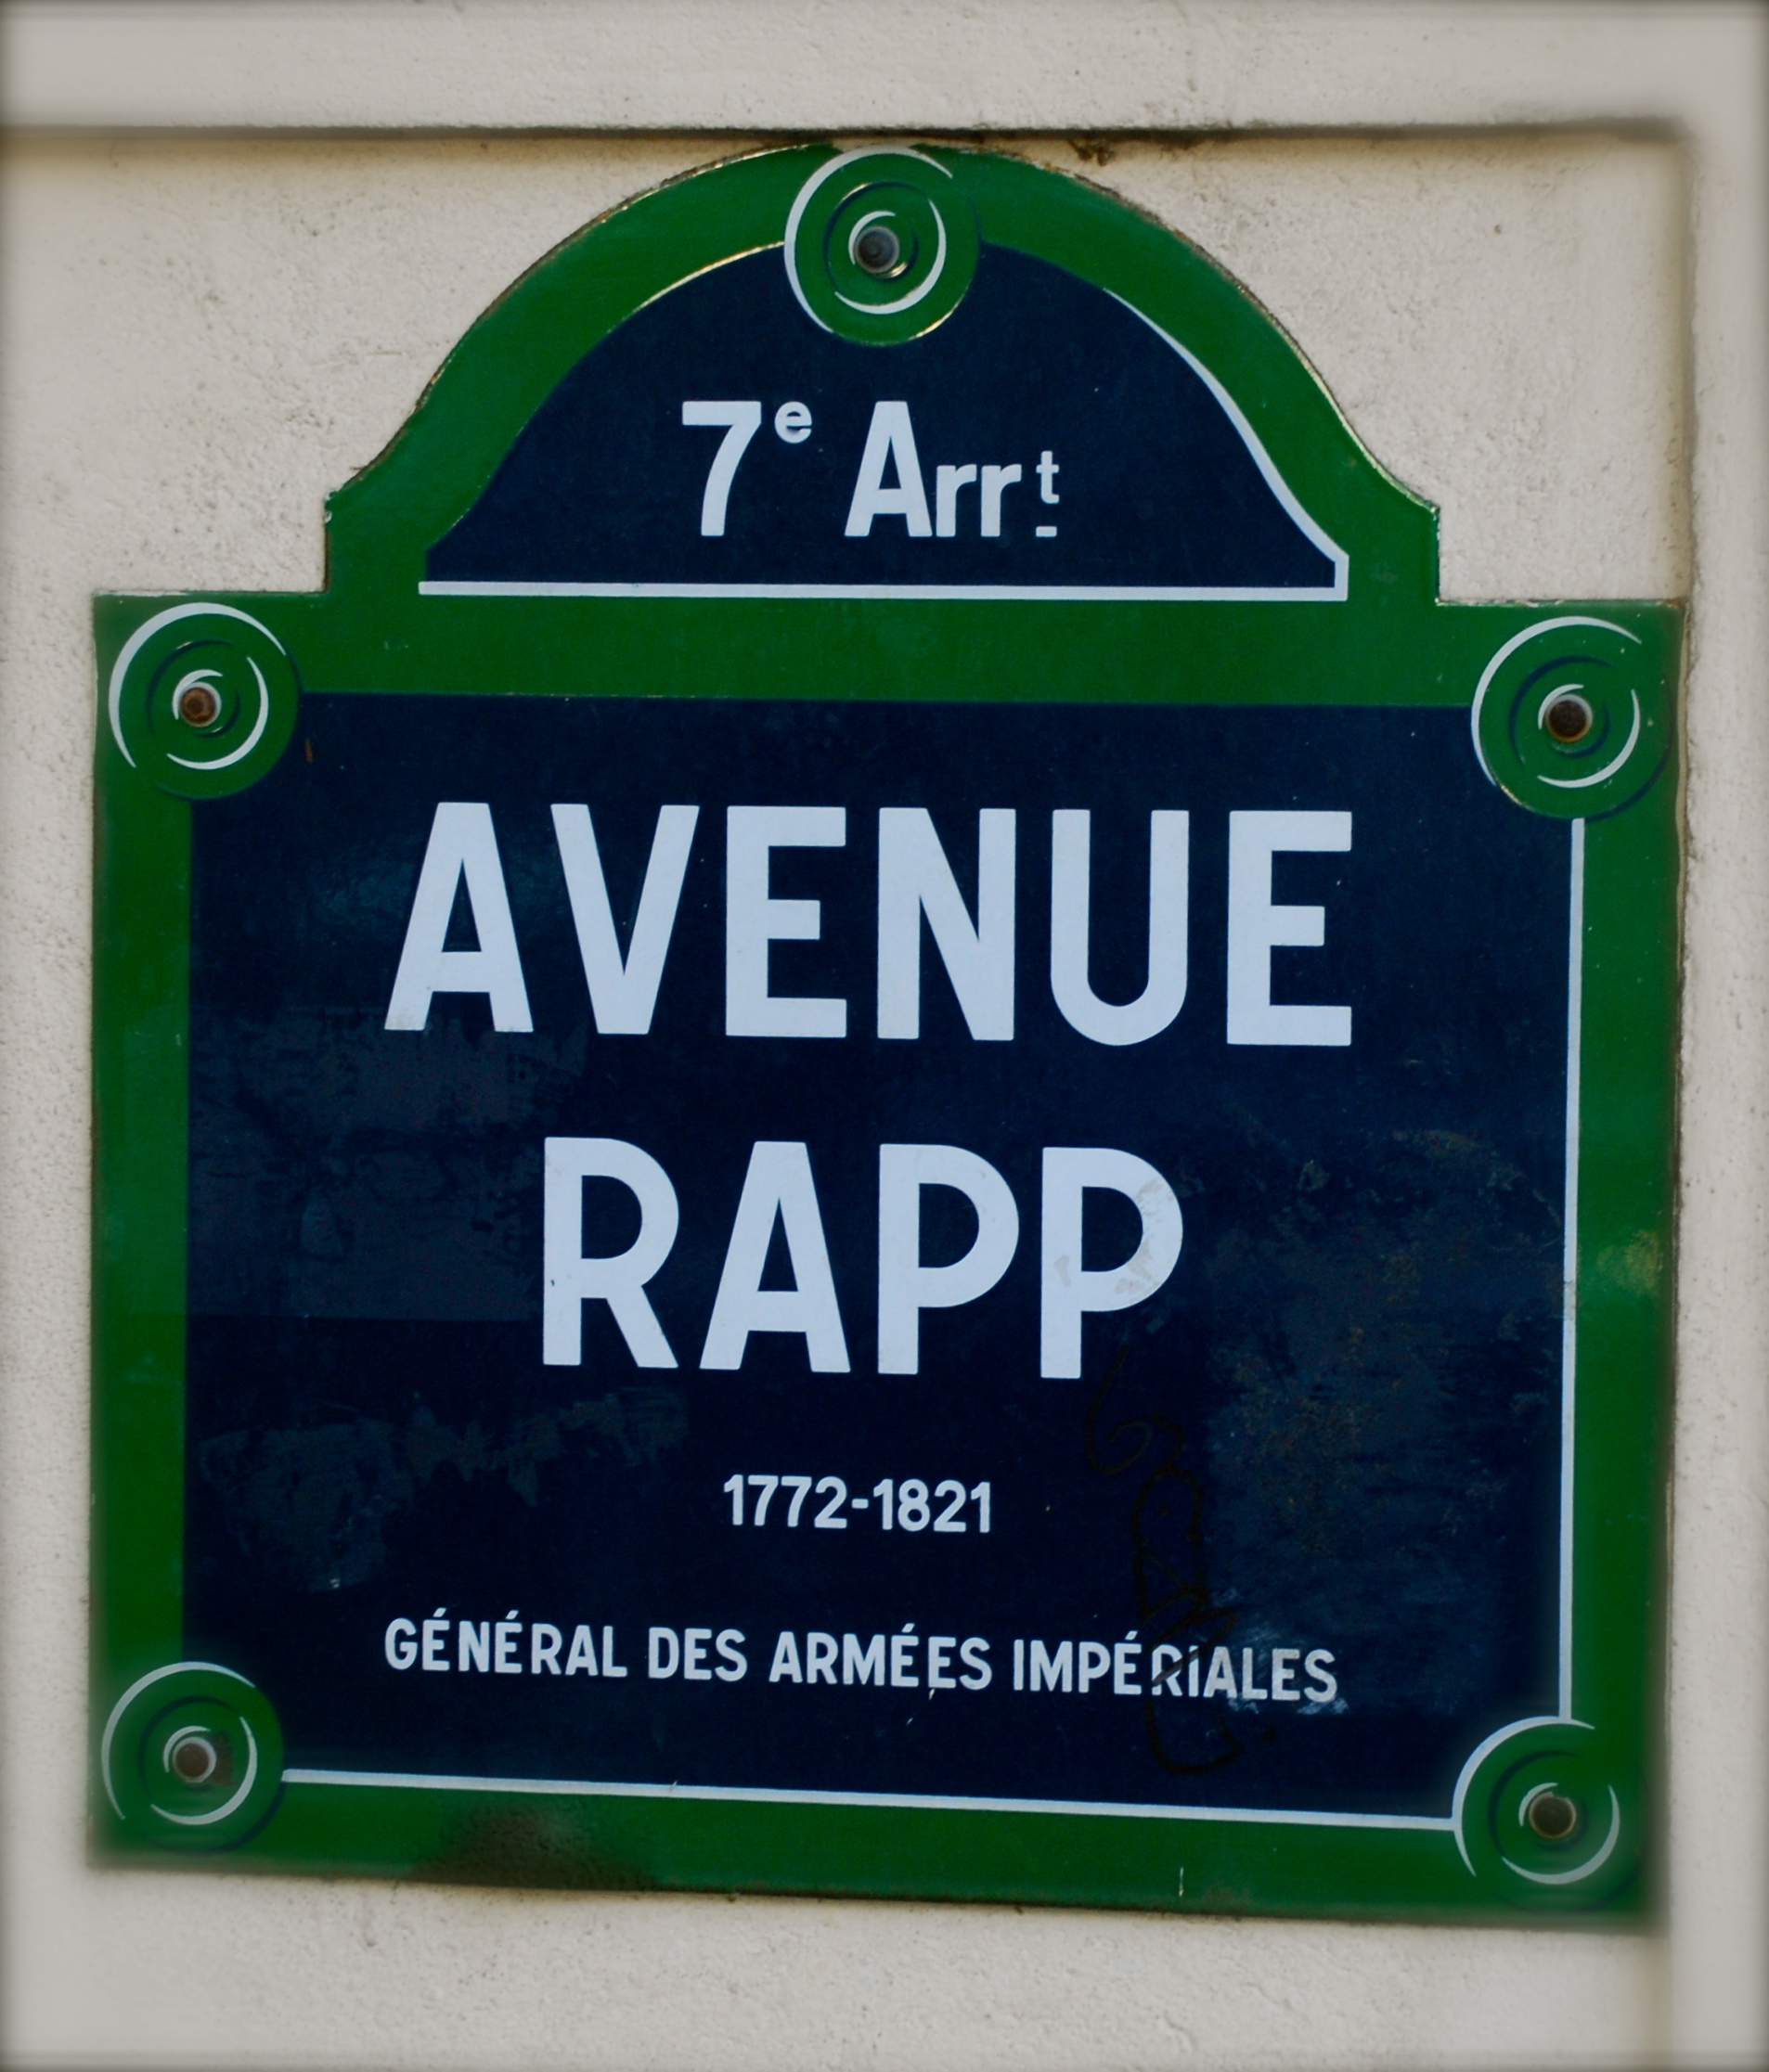 7e Arrt
AVENUE
RAPP
1772-1821
GÉNÉRAL DES ARMÉES IMPÉRIALES